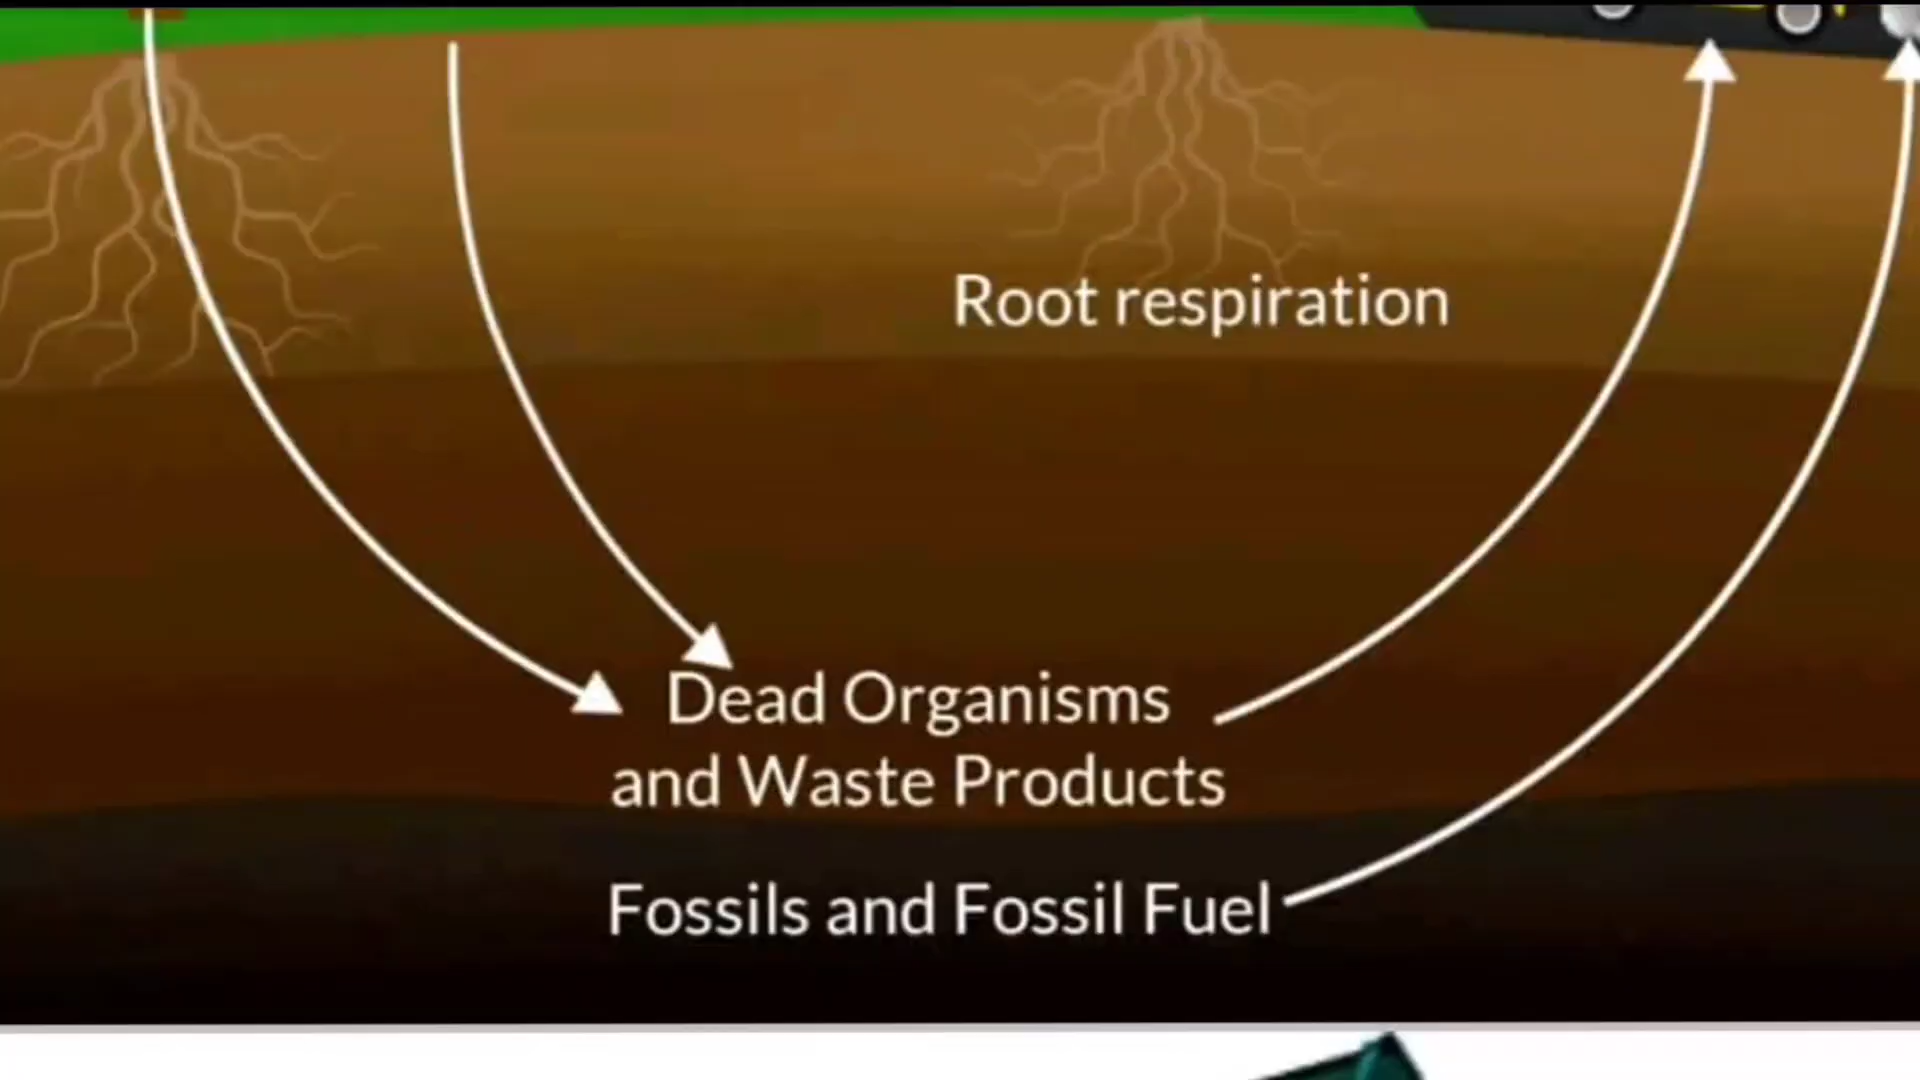 Root respiration
Dead Organisms
and Waste Products
Fossils and Fossil Fuel